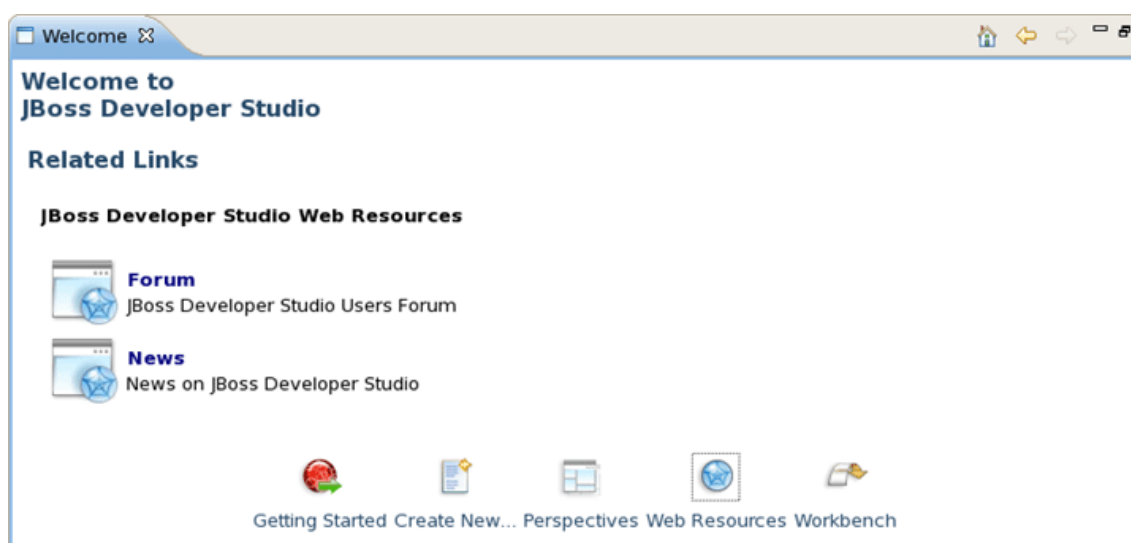 Welcome
Welcome to
JBoss Developer Studio
Related Links
JBoss Developer Studio Web Resources
Forum
JBoss Developer Studio Users Forum
News
News on JBoss Developer Studio
Getting Started Create New... Perspectives Web Resources Workbench